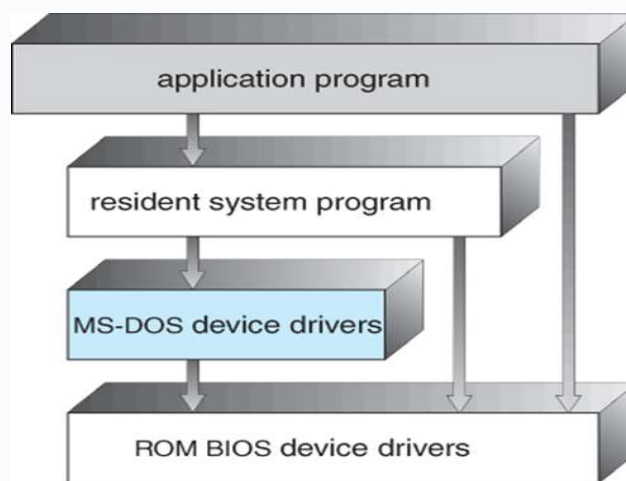 application program
resident system program
MS-DOS device drivers
ROM BIOS device drivers